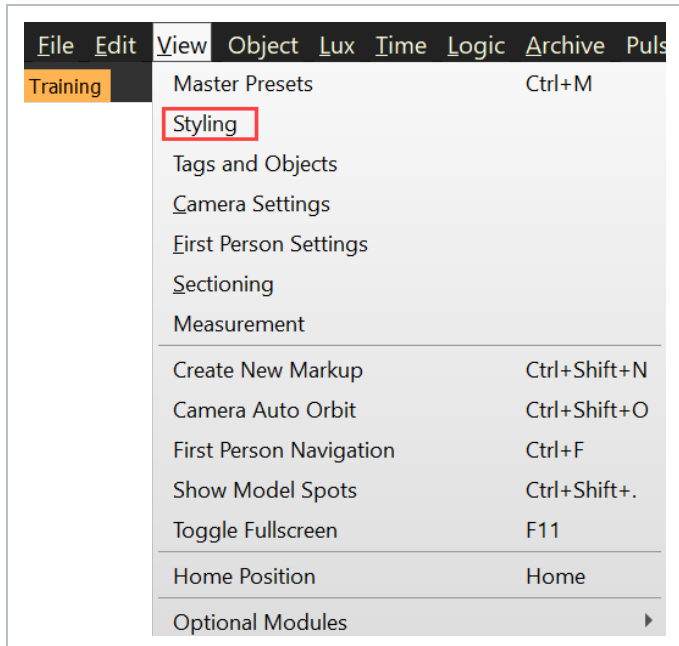 File Edit View Object Lux Time Logic Archive Puls
Training
Master Presets Ctrl+M
Styling
Tags and Objects
Camera Settings
First Person Settings
Sectioning
Measurement
Create New Markup Ctrl+Shift+N
Camera Auto Orbit Ctrl+Shift+O
First Person Navigation Ctrl+F
Show Model Spots Ctrl+Shift+.
Toggle Fullscreen F11
Home Position Home
Optional Modules